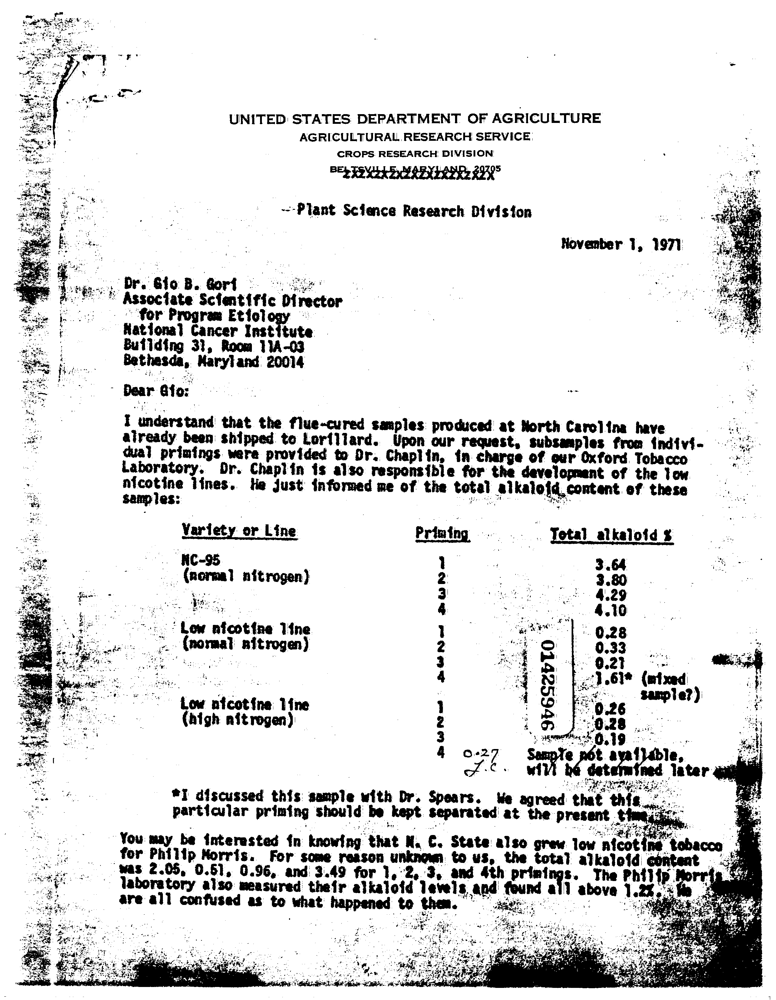 UNITED STATES DEPARTMENT OF AGRICULTURE
AGRICULTURAL RESEARCH SERVICE
CROPS RESEARCH DIVISION
BELTSVILLE, MARYLAND 20705
Plant Science Research Division
November 1, 1971
Dr. Gio B. Gori
Associate Scientific Director
for Program Etiology
National Cancer Institute
Building 31, Room 11A-03
Bethesda, Maryland 20014
Dear Gio:
I understand that the flue-cured samples produced at North Carolina have
already been shipped to Lorillard. Upon our request, subsamples from indivi-
dual primings were provided to Dr. Chaplin, in charge of our Oxford Tobacco
Laboratory. Dr. Chaplin is also responsible for the development of the low
nicotine lines. He just informed me of the total alkaloid content of these
samples:
Variety or Line Priming Total alkaloid %
NC-95 1 3.64
(normal nitrogen) 2 3.80
3 4.29
4 4.10
Low nicotine line 1 0.28
(normal nitrogen) 2 0.33
3 0.21
4 1.61* (mixed
sample?)
Low nicotine line 1 0.26
(high nitrogen) 2 0.28
3 0.19
4 0.27 Sample not available,
J.C. will be determined later
01425946
*I discussed this sample with Dr. Spears. We agreed that this
particular priming should be kept separated at the present time.
You may be interested in knowing that N. C. State also grew low nicotine tobacco
for Philip Morris. For some reason unknown to us, the total alkaloid content
was 2.05, 0.51, 0.96, and 3.49 for 1, 2, 3, and 4th primings. The Philip Morris
laboratory also measured their alkaloid levels and found all above 1.2%. We
are all confused as to what happened to them.